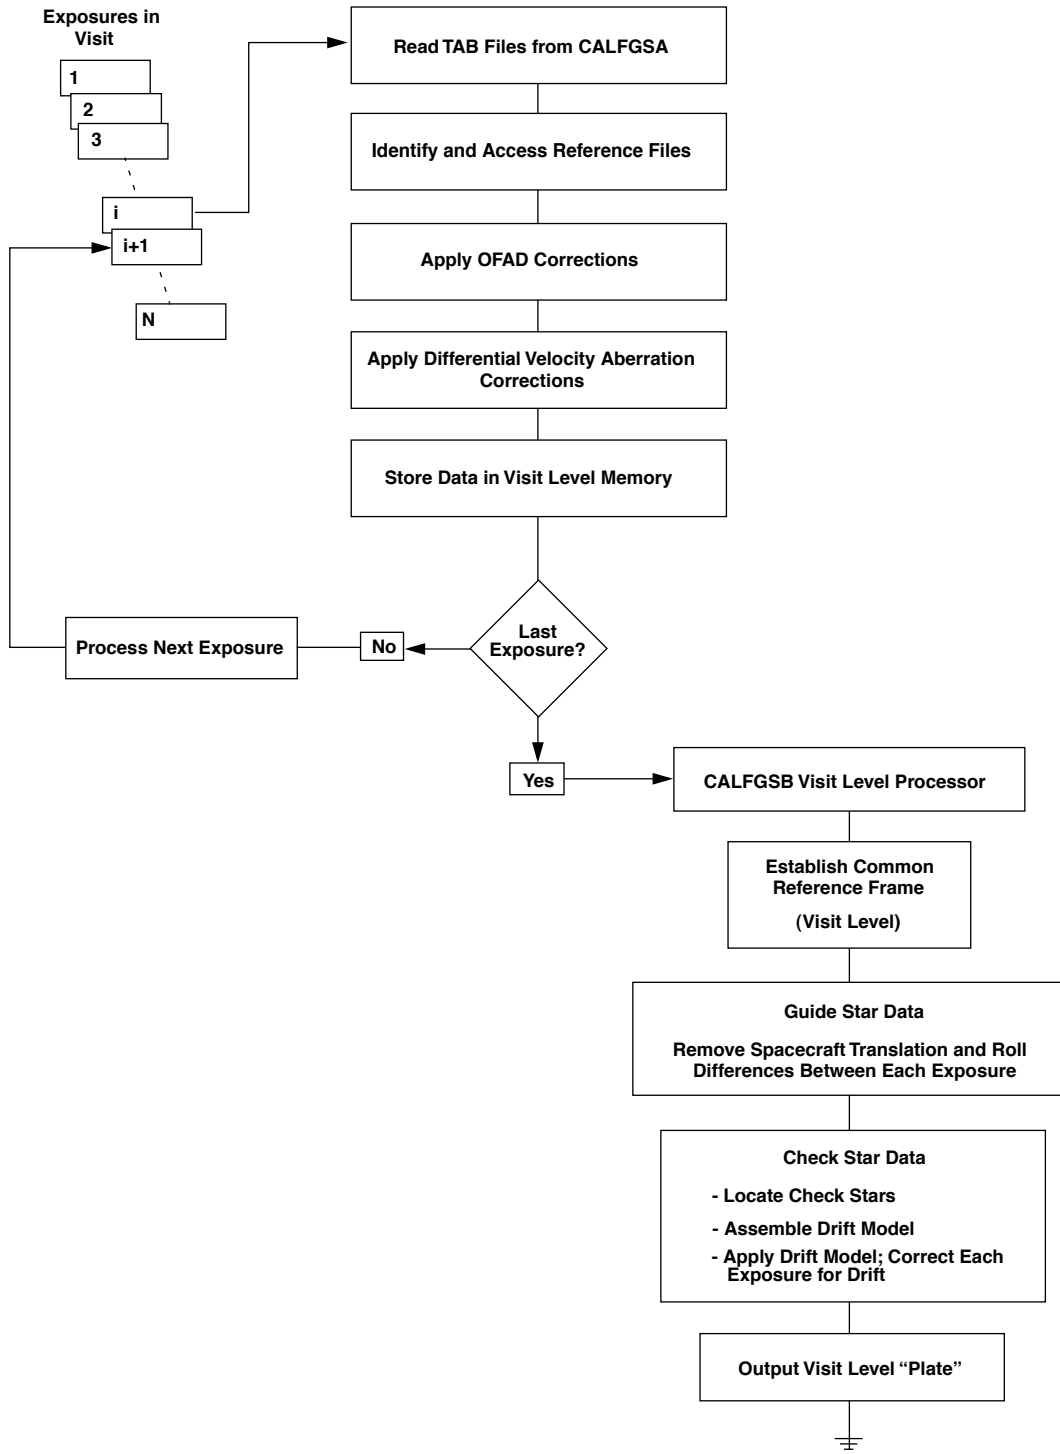 Exposures in
Visit
1
2
3
i
i+1
N
Read TAB Files from CALFGSA
Identify and Access Reference Files
Apply OFAD Corrections
Apply Differential Velocity Aberration
Corrections
Store Data in Visit Level Memory
Last
Exposure?
No
Process Next Exposure
Yes
CALFGSB Visit Level Processor
Establish Common
Reference Frame
(Visit Level)
Guide Star Data
Remove Spacecraft Translation and Roll
Differences Between Each Exposure
Check Star Data
- Locate Check Stars
- Assemble Drift Model
- Apply Drift Model; Correct Each
Exposure for Drift
Output Visit Level “Plate”